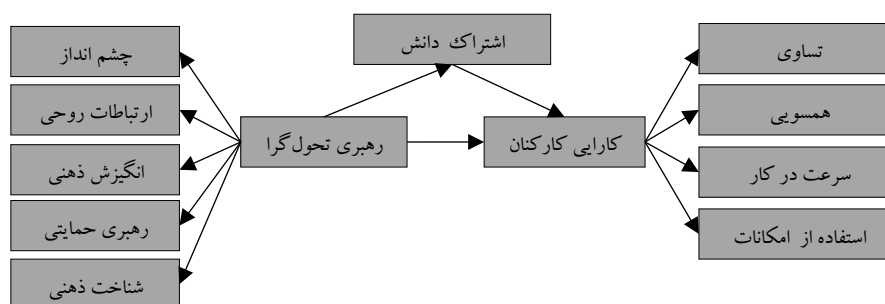 اشتراک دانش
تساوی
چشم انداز
همسویی
ارتباطات روحی
کارایی کارکنان
رهبری تحول‌گرا
انگیزش ذهنی
سرعت در کار
رهبری حمایتی
استفاده از امکانات
شناخت ذهنی